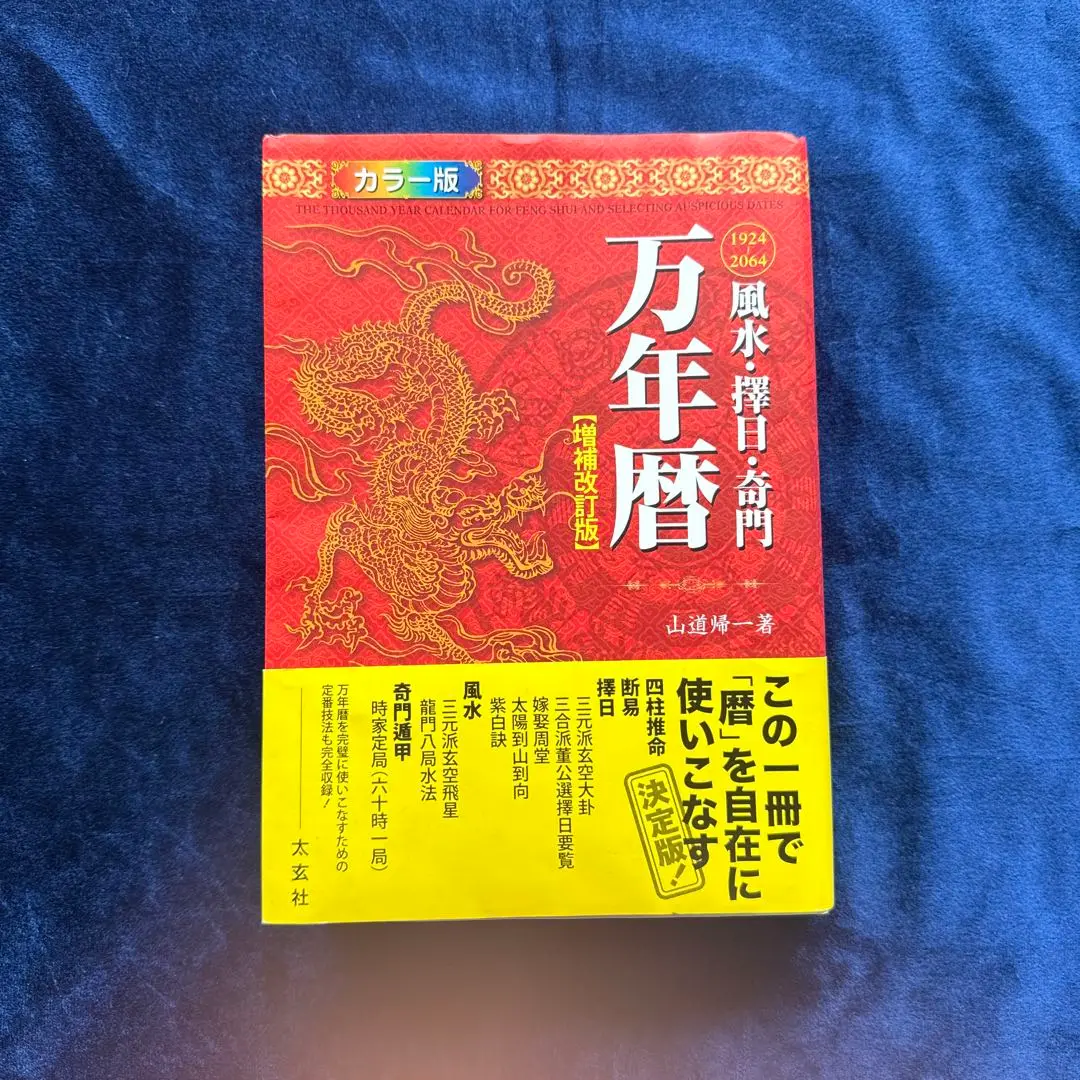 カラー版
THE THOUSAND YEAR CALENDAR FOR FENG SHUI AND SELECTING AUSPICIOUS DATES
1924
2064
風水・擇日・奇門
万年暦
【増補改訂版】
山道帰一著
この一冊で
「暦」を自在に
使いこなす
決定版!
四柱推命
断易
擇日
三元派玄空大卦
三合派董公選擇日要覧
嫁娶周堂
太陽到山到向
紫白訣
風水
三元派玄空飛星
龍門八局水法
奇門遁甲
時家定局(六十時一局)
万年暦を完璧に使いこなすための
定番技法も完全収録!
太玄社